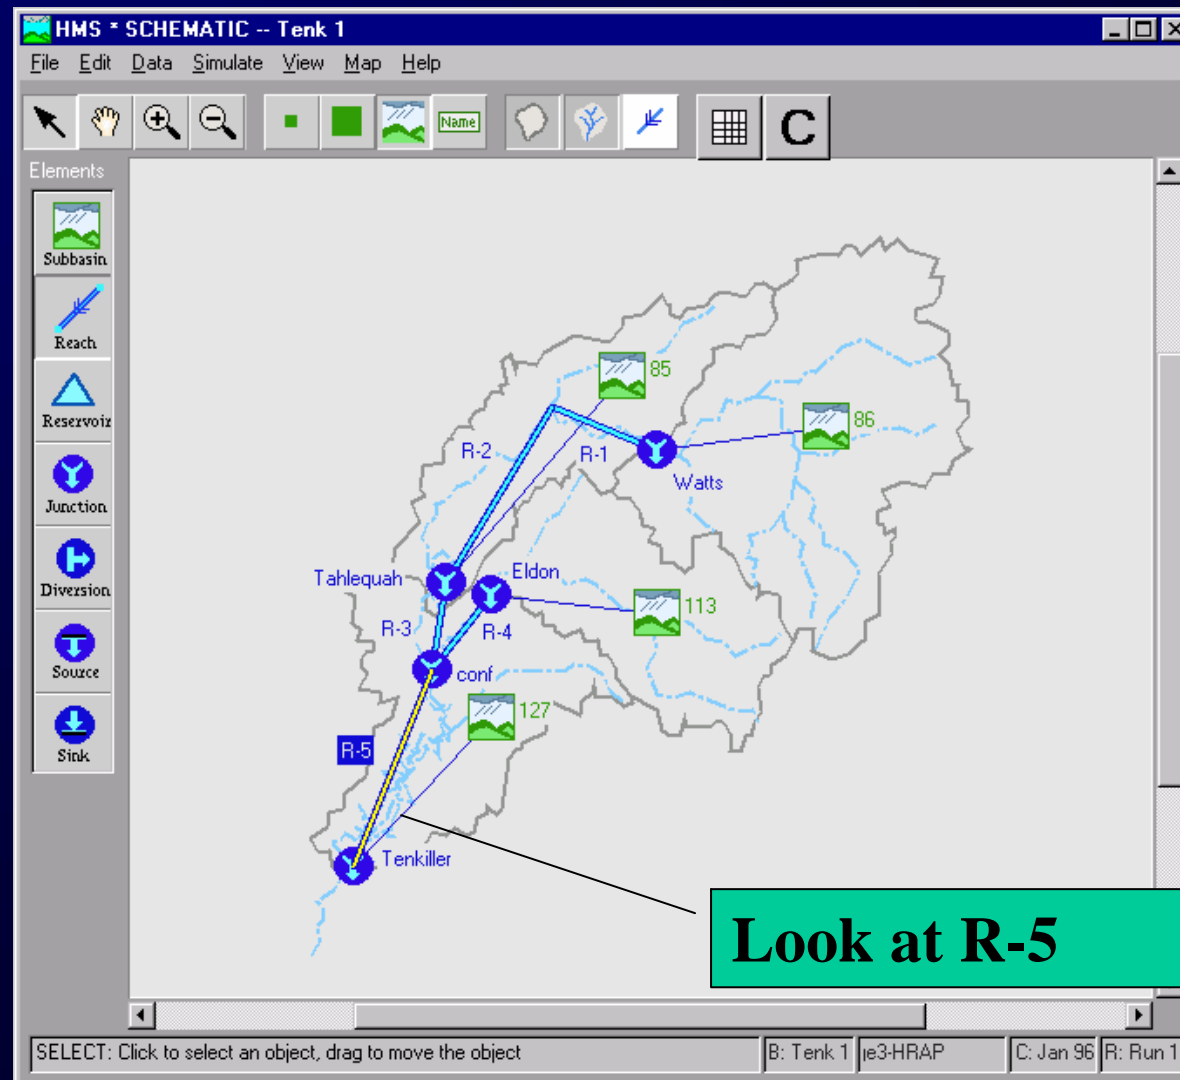 HMS * SCHEMATIC -- Tenk 1
File Edit Data Simulate View Map Help
Name
C
Elements
Subbasin
Reach
Reservoir
Junction
Diversion
Source
Sink
85
86
R-2
R-1
Watts
Tahlequah
Eldon
113
R-3
R-4
conf
127
R-5
Tenkiller
Look at R-5
SELECT: Click to select an object, drag to move the object
B: Tenk 1
je3-HRAP
C: Jan 96
R: Run 1